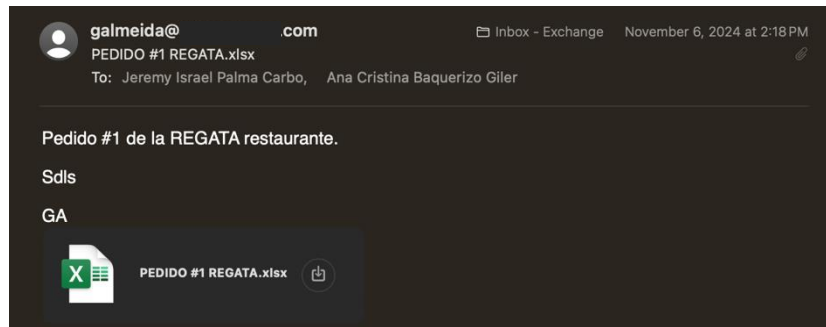 galmeida@ .com
Inbox - Exchange November 6, 2024 at 2:18 PM
PEDIDO #1 REGATA.xlsx
To: Jeremy Israel Palma Carbo, Ana Cristina Baquerizo Giler
Pedido #1 de la REGATA restaurante.
Sdls
GA
X
PEDIDO #1 REGATA.xlsx